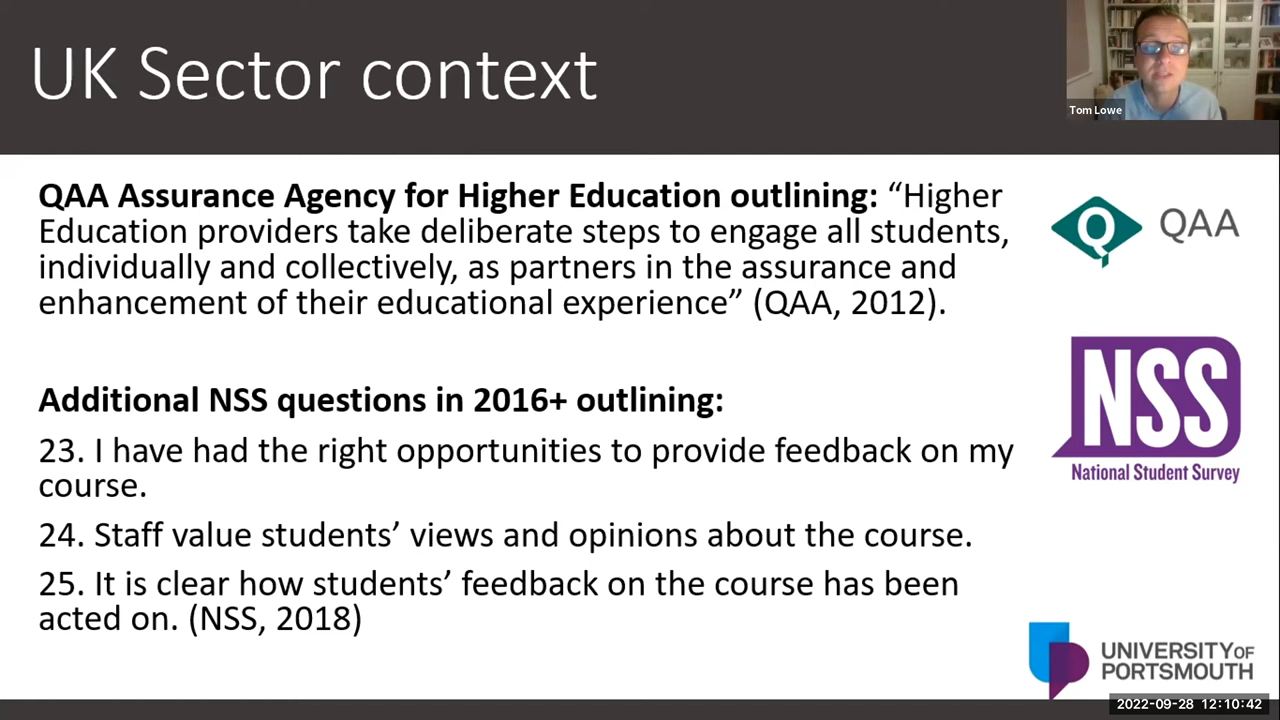 UK Sector context
Tom Lowe
QAA Assurance Agency for Higher Education outlining: “Higher
Education providers take deliberate steps to engage all students,
individually and collectively, as partners in the assurance and
enhancement of their educational experience” (QAA, 2012).
QAA
Additional NSS questions in 2016+ outlining:
23. I have had the right opportunities to provide feedback on my
course.
24. Staff value students’ views and opinions about the course.
25. It is clear how students’ feedback on the course has been
acted on. (NSS, 2018)
NSS
National Student Survey
UNIVERSITY OF
PORTSMOUTH
2022-09-28 12:10:42